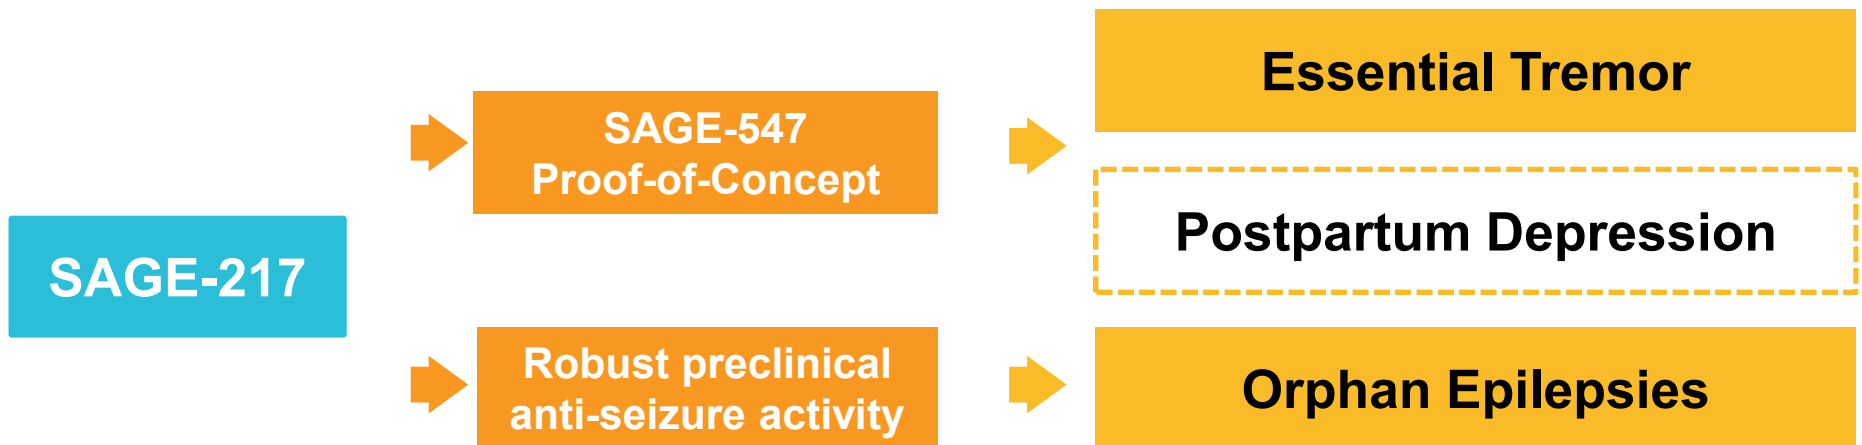 SAGE-217
SAGE-547
Proof-of-Concept
Robust preclinical
anti-seizure activity
Essential Tremor
Postpartum Depression
Orphan Epilepsies